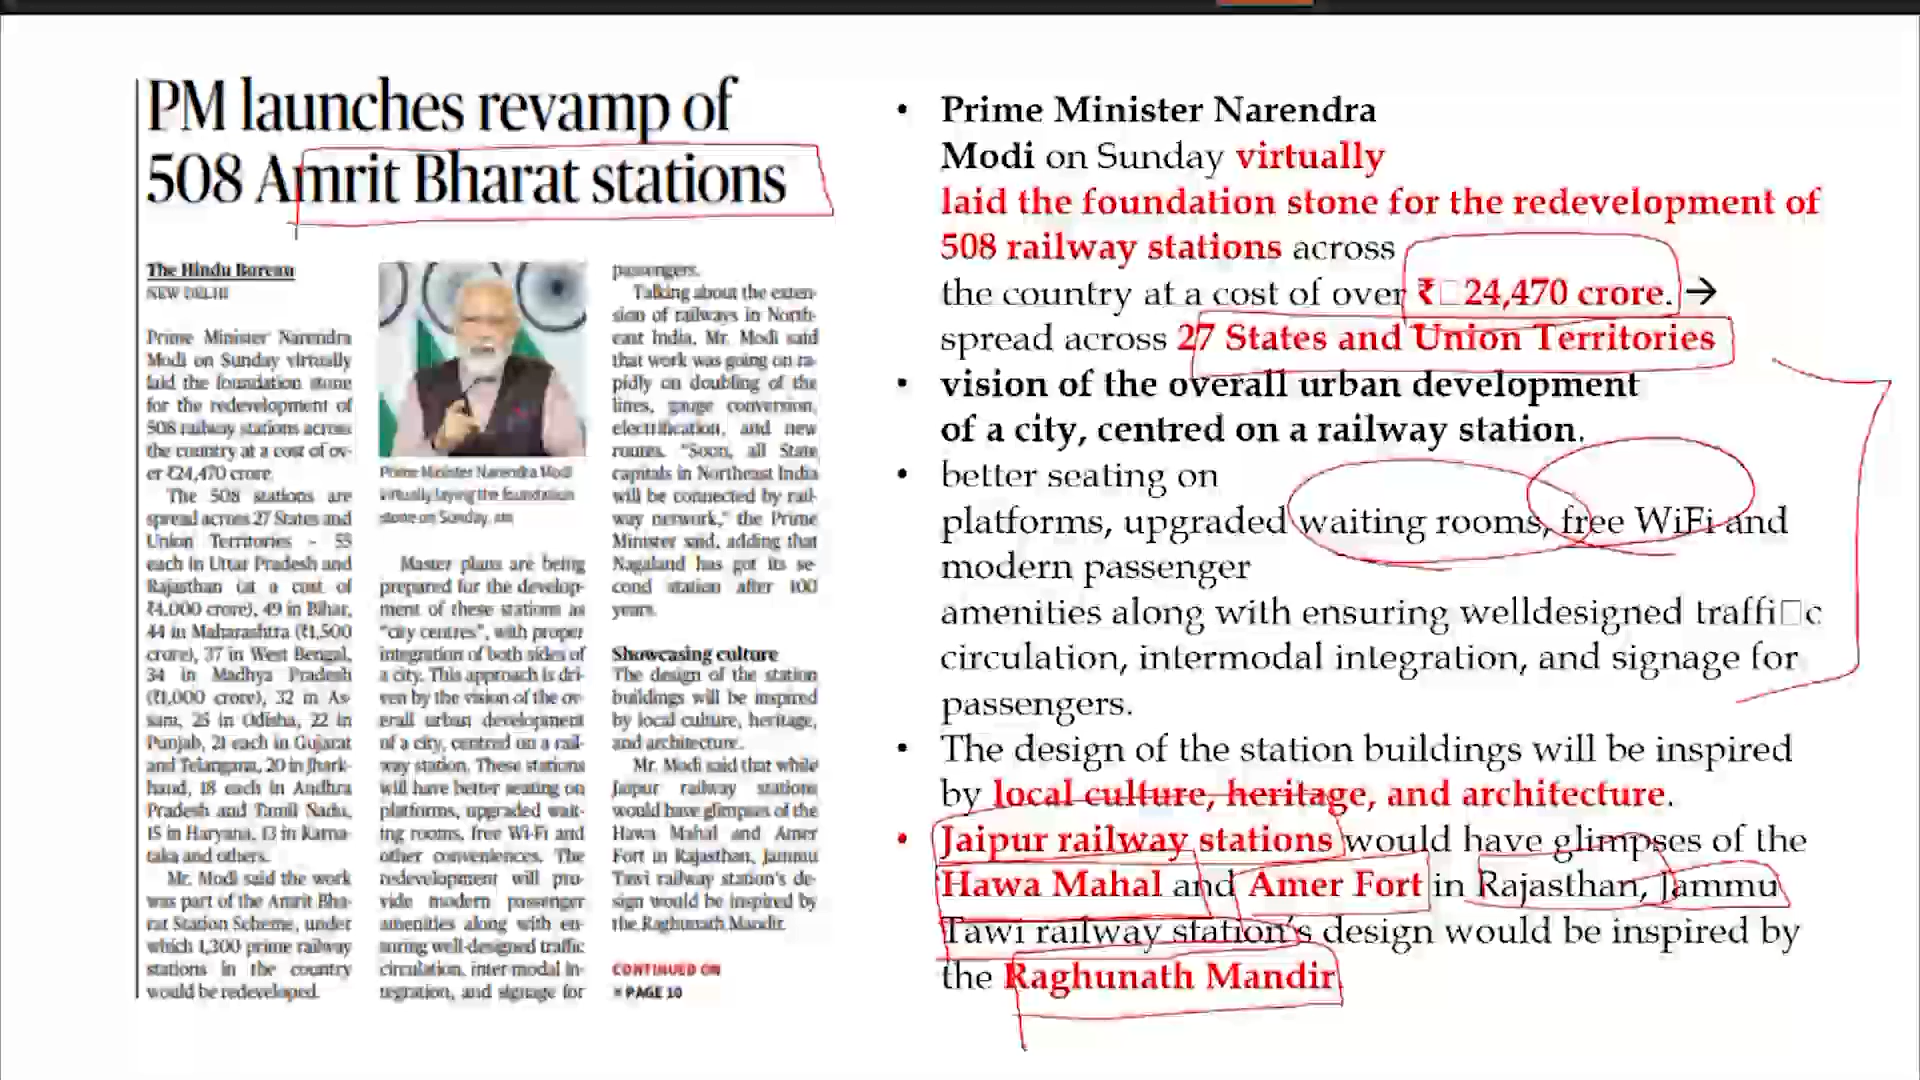 PM launches revamp of
508 Amrit Bharat stations
The Hindu Bureau
NEW DELHI
Prime Minister Narendra
Modi on Sunday virtually
laid the foundation stone
for the redevelopment of
508 railway stations across
the country at a cost of ov-
er ₹24,470 crore.
The 508 stations are
spread across 27 States and
Union Territories - 55
each in Uttar Pradesh and
Rajasthan (at a cost of
₹4,000 crore), 49 in Bihar,
44 in Maharashtra (₹1,500
crore), 37 in West Bengal,
34 in Madhya Pradesh
(₹1,000 crore), 32 in As-
sam, 25 in Odisha, 22 in
Punjab, 21 each in Gujarat
and Telangana, 20 in Jhark-
hand, 18 each in Andhra
Pradesh and Tamil Nadu,
15 in Haryana, 13 in Karna-
taka and others.
Mr. Modi said the work
was part of the Amrit Bha-
rat Station Scheme, under
which 1,300 prime railway
stations in the country
would be redeveloped.
Prime Minister Narendra Modi
virtually laying the foundation
stone on Sunday. ANI
Master plans are being
prepared for the develop-
ment of these stations as
"city centres", with proper
integration of both sides of
a city. This approach is dri-
ven by the vision of the ov-
erall urban development
of a city, centred on a rail-
way station. These stations
will have better seating on
platforms, upgraded wait-
ing rooms, free Wi-Fi and
other conveniences. The
redevelopment will pro-
vide modern passenger
amenities along with en-
suring well-designed traffic
circulation, inter modal in-
tegration, and signage for
passengers.
Talking about the exten-
sion of railways in North-
east India, Mr. Modi said
that work was going on ra-
pidly on doubling of the
lines, gauge conversion,
electrification, and new
routes. "Soon, all State
capitals in Northeast India
will be connected by rail-
way network," the Prime
Minister said, adding that
Nagaland has got its se-
cond station after 100
years.
Showcasing culture
The design of the station
buildings will be inspired
by local culture, heritage,
and architecture.
Mr. Modi said that while
Jaipur railway stations
would have glimpses of the
Hawa Mahal and Amer
Fort in Rajasthan, Jammu
Tawi railway station's de-
sign would be inspired by
the Raghunath Mandir.
CONTINUED ON
» PAGE 10
• Prime Minister Narendra
Modi on Sunday virtually
laid the foundation stone for the redevelopment of
508 railway stations across
the country at a cost of over ₹□24,470 crore. →
spread across 27 States and Union Territories
• vision of the overall urban development
of a city, centred on a railway station.
• better seating on
platforms, upgraded waiting rooms, free WiFi and
modern passenger
amenities along with ensuring welldesigned traffi□c
circulation, intermodal integration, and signage for
passengers.
• The design of the station buildings will be inspired
by local culture, heritage, and architecture.
• Jaipur railway stations would have glimpses of the
Hawa Mahal and Amer Fort in Rajasthan, Jammu
Tawi railway station's design would be inspired by
the Raghunath Mandir